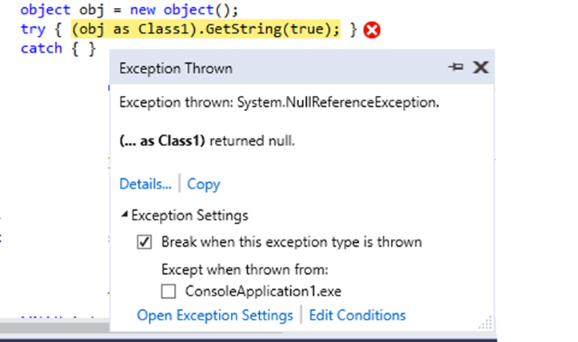 object obj = new object();
try { (obj as Class1).GetString(true); }
catch { }
Exception Thrown
Exception thrown: System.NullReferenceException.
(... as Class1) returned null.
Details... | Copy
Exception Settings
Break when this exception type is thrown
Except when thrown from:
ConsoleApplication1.exe
Open Exception Settings | Edit Conditions